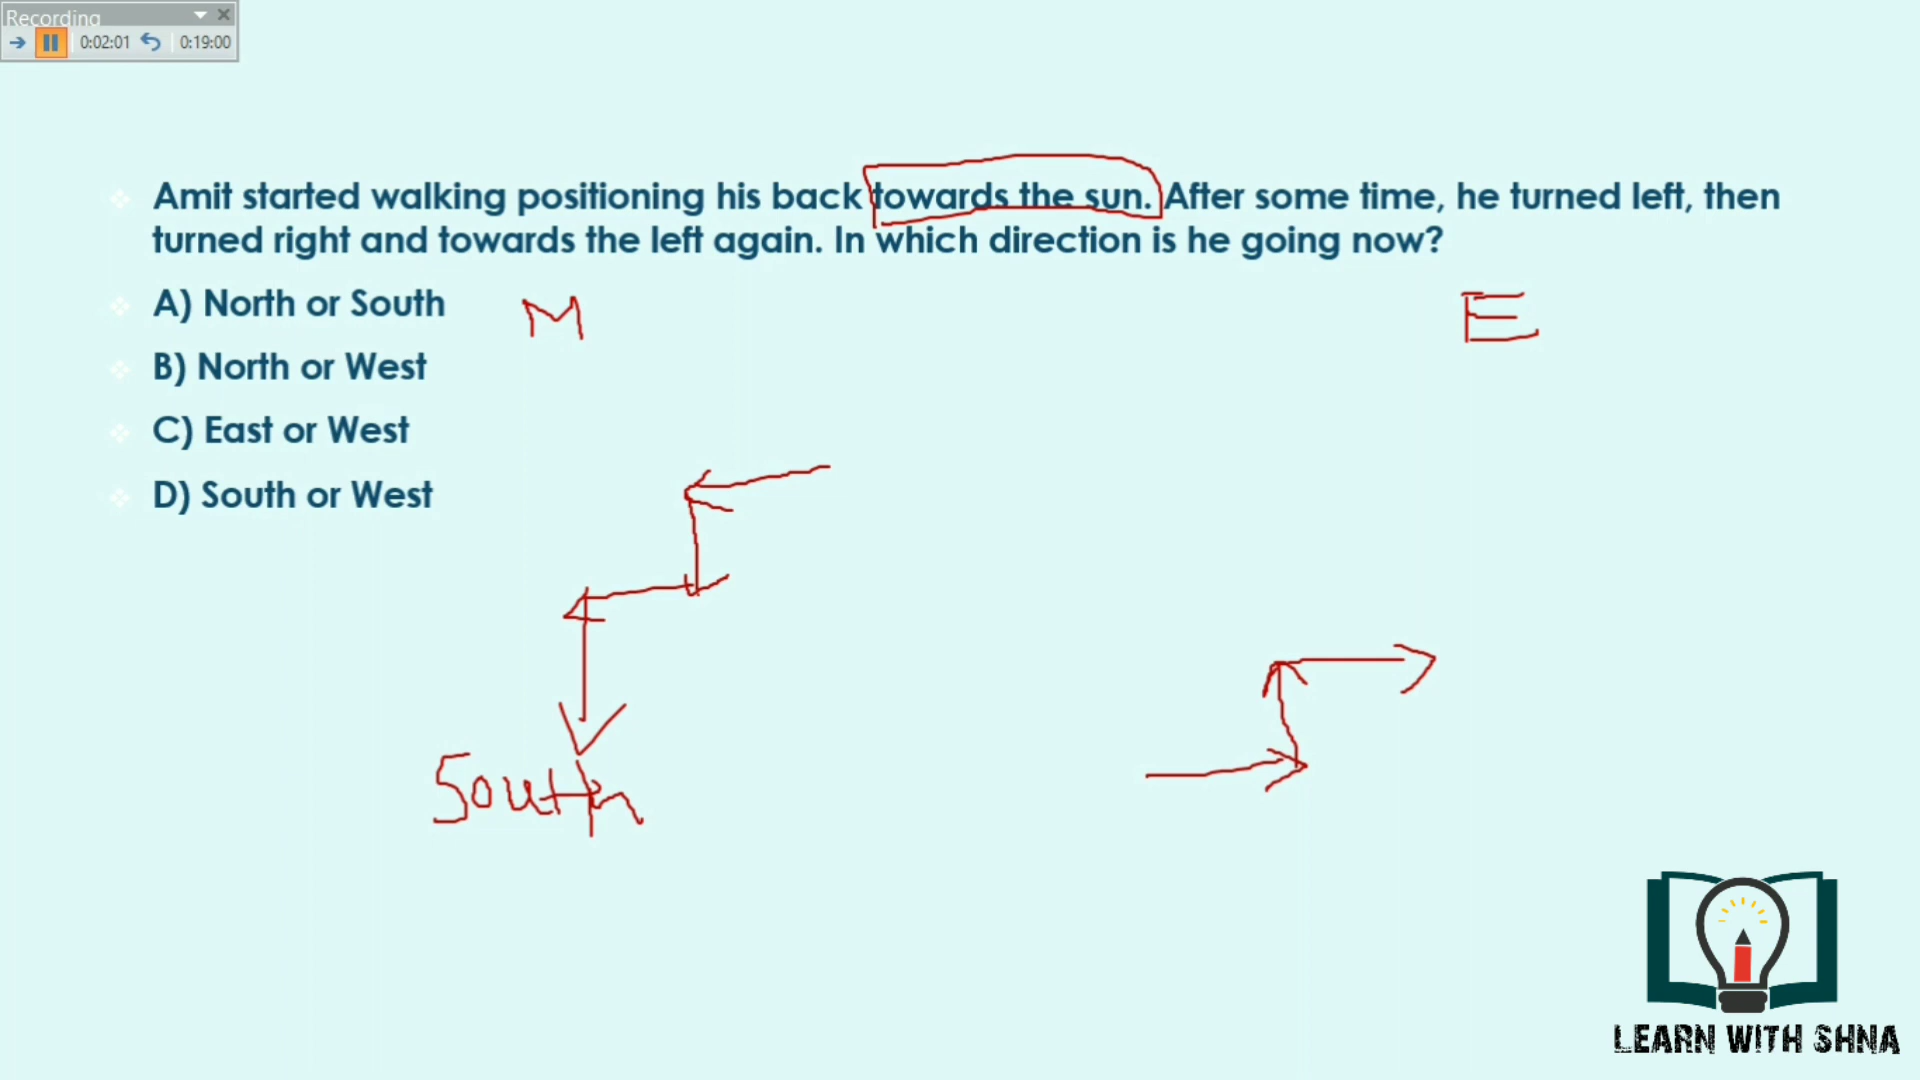 Recording
0:02:01 0:19:00
Amit started walking positioning his back towards the sun. After some time, he turned left, then
turned right and towards the left again. In which direction is he going now?
A) North or South
M
E
B) North or West
C) East or West
D) South or West
South
LEARN WITH SHNA